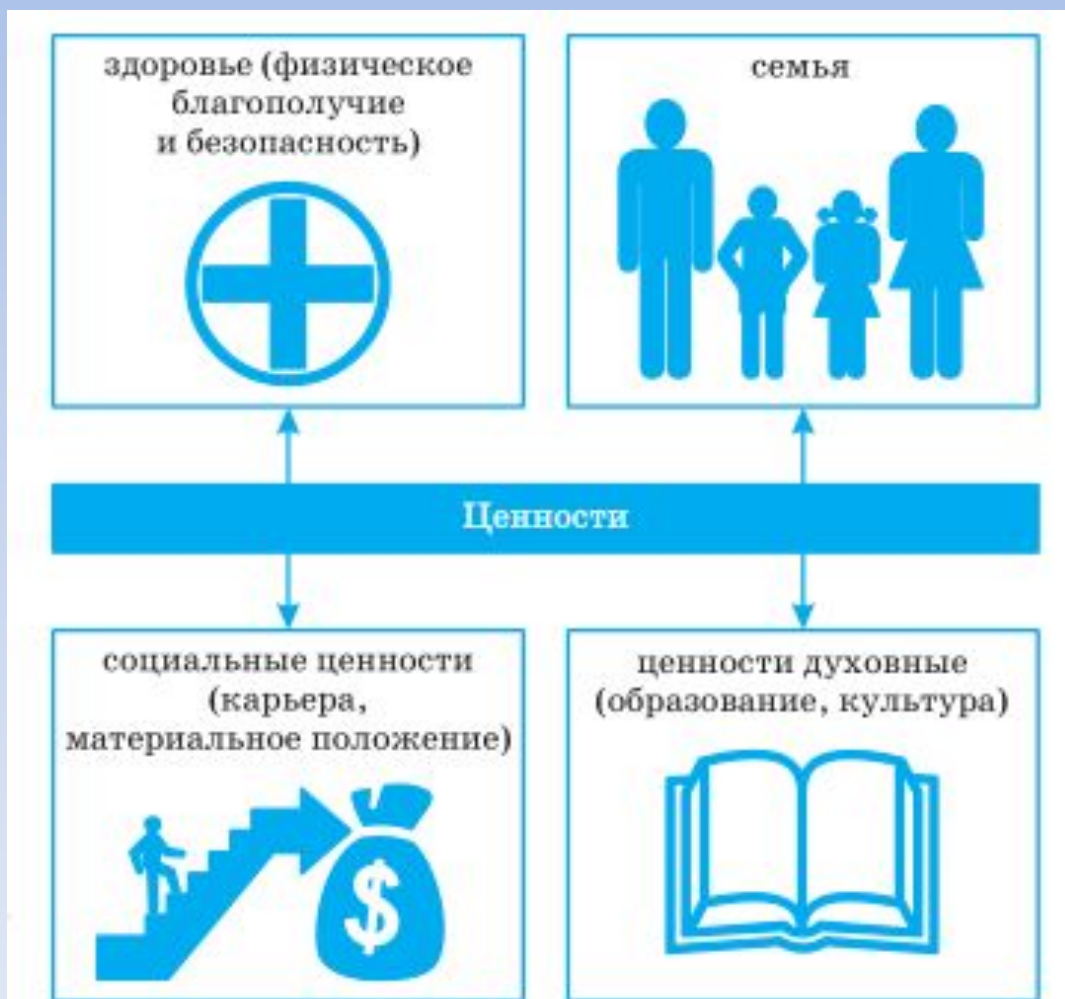 здоровье (физическое
благополучие
и безопасность)
семья
Ценности
социальные ценности
(карьера,
материальное положение)
$
ценности духовные
(образование, культура)